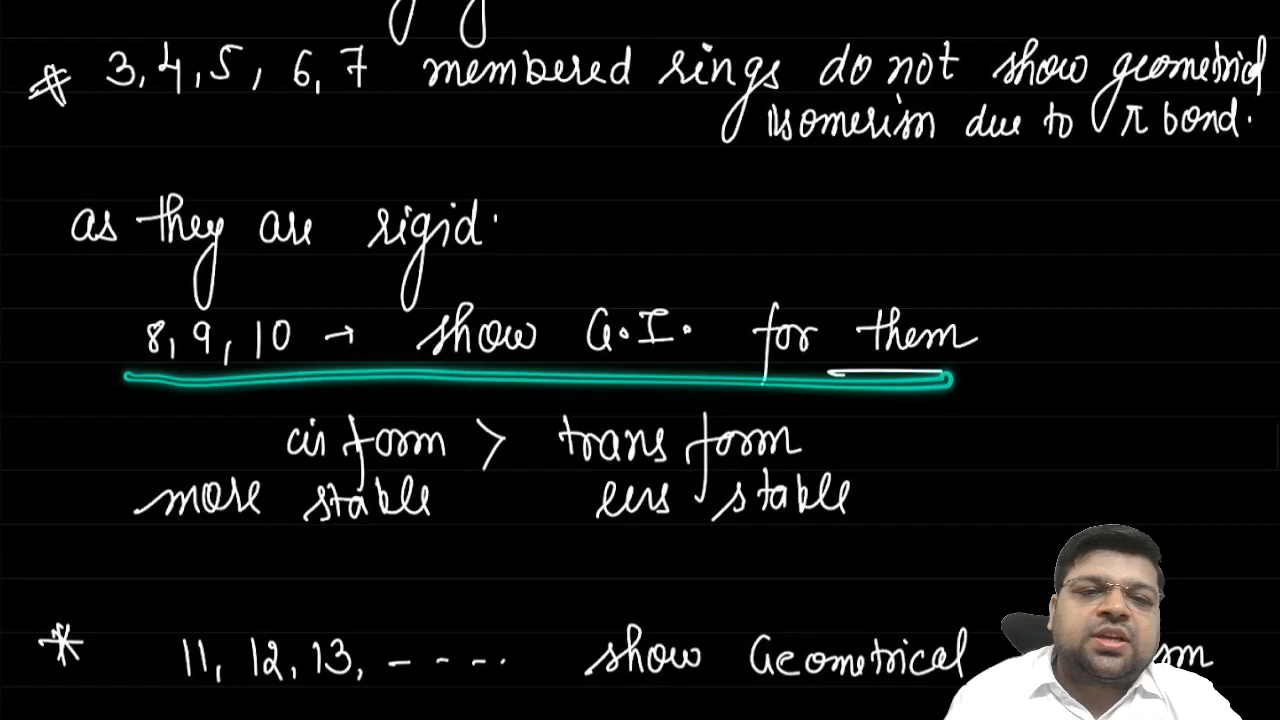 * 3, 4, 5, 6, 7 membered rings do not show geometrical
isomerism due to π bond.
as they are rigid.
8, 9, 10 → show G.I. for them
cis form > trans form
more stable less stable
* 11, 12, 13, ----. show Geometrical